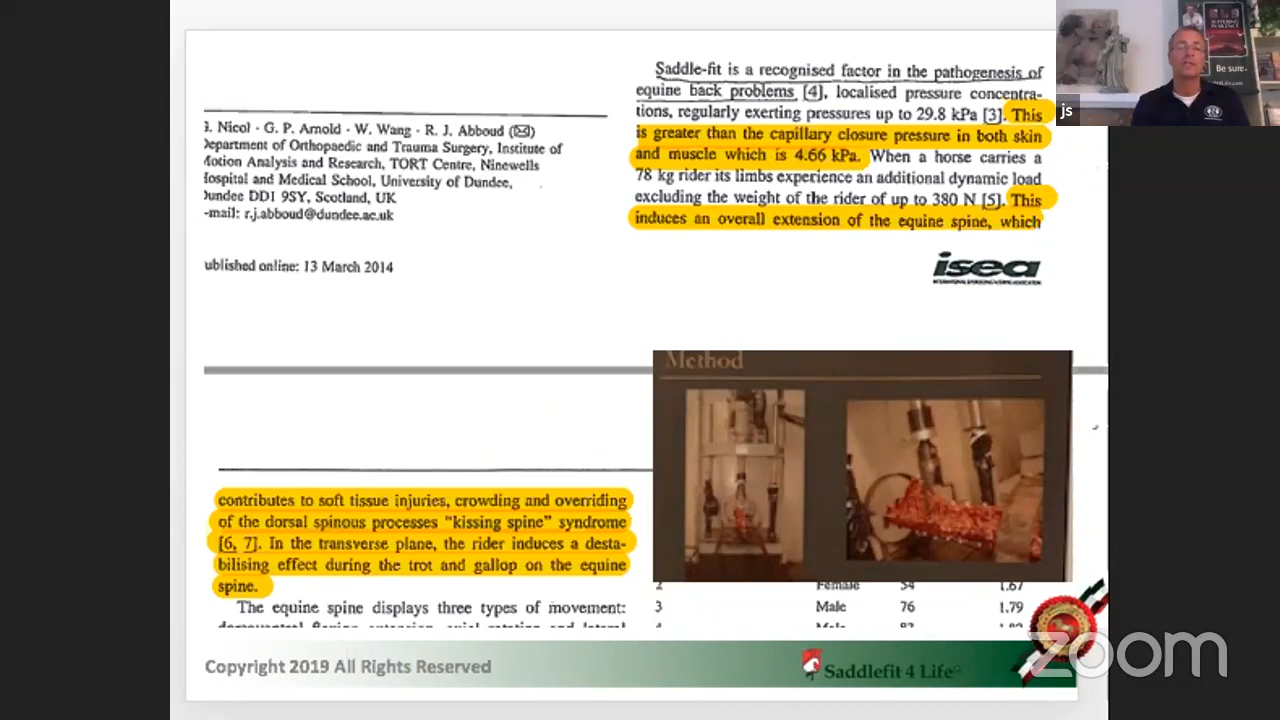 G. Nicol · G. P. Arnold · W. Wang · R. J. Abboud (✉)
Department of Orthopaedic and Trauma Surgery, Institute of
Motion Analysis and Research, TORT Centre, Ninewells
Hospital and Medical School, University of Dundee,
Dundee DD1 9SY, Scotland, UK
-mail: r.j.abboud@dundee.ac.uk
ublished online: 13 March 2014
Saddle-fit is a recognised factor in the pathogenesis of
equine back problems [4], localised pressure concentra-
tions, regularly exerting pressures up to 29.8 kPa [3]. This
is greater than the capillary closure pressure in both skin
and muscle which is 4.66 kPa. When a horse carries a
78 kg rider its limbs experience an additional dynamic load
excluding the weight of the rider of up to 380 N [5]. This
induces an overall extension of the equine spine, which
isea
Be sure.
js
Method
contributes to soft tissue injuries, crowding and overriding
of the dorsal spinous processes "kissing spine" syndrome
[6, 7]. In the transverse plane, the rider induces a desta-
bilising effect during the trot and gallop on the equine
spine.
The equine spine displays three types of movement:
2 Female 54 1.67
3 Male 76 1.79
Copyright 2019 All Rights Reserved
Saddlefit 4 Life
zoom